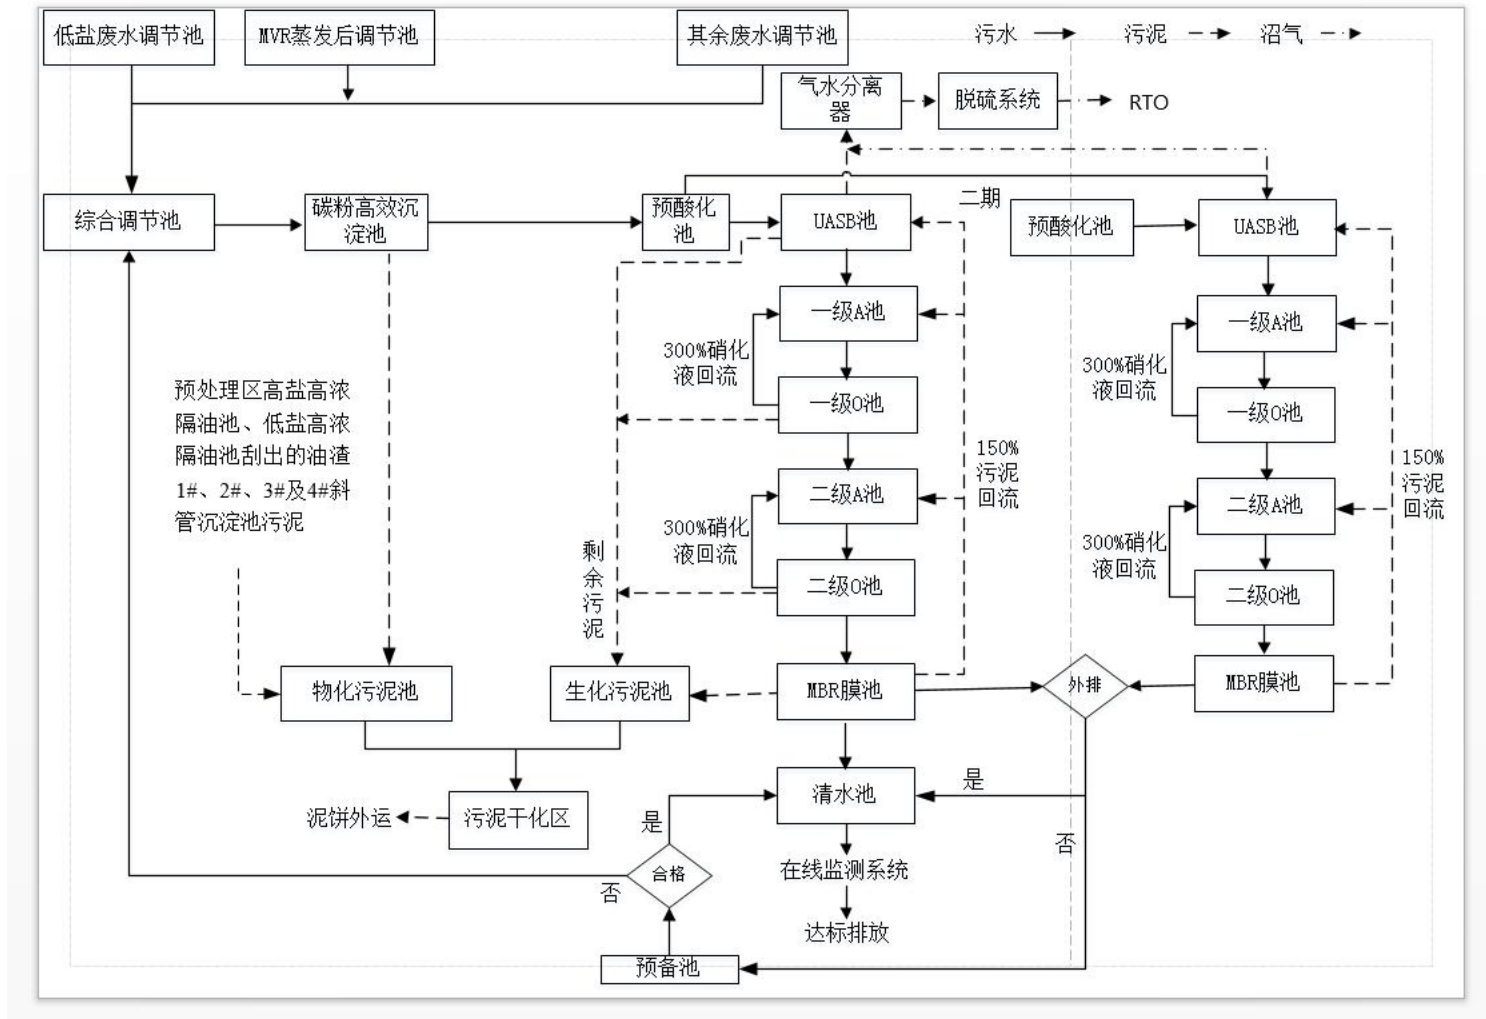 低盐废水调节池
MVR蒸发后调节池
其余废水调节池
污水
污泥
沼气
气水分离
器
脱硫系统
RTO
综合调节池
碳粉高效沉
淀池
预酸化
池
UASB池
二期
预酸化池
UASB池
一级A池
一级A池
300%硝化
液回流
300%硝化
液回流
一级O池
一级O池
预处理区高盐高浓
隔油池、低盐高浓
隔油池刮出的油渣
1#、2#、3#及4#斜
管沉淀池污泥
150%
污泥
回流
150%
污泥
回流
二级A池
二级A池
300%硝化
液回流
300%硝化
液回流
剩
余
污
泥
二级O池
二级O池
物化污泥池
生化污泥池
MBR膜池
外排
MBR膜池
清水池
是
泥饼外运
污泥干化区
是
否
合格
否
在线监测系统
达标排放
预备池